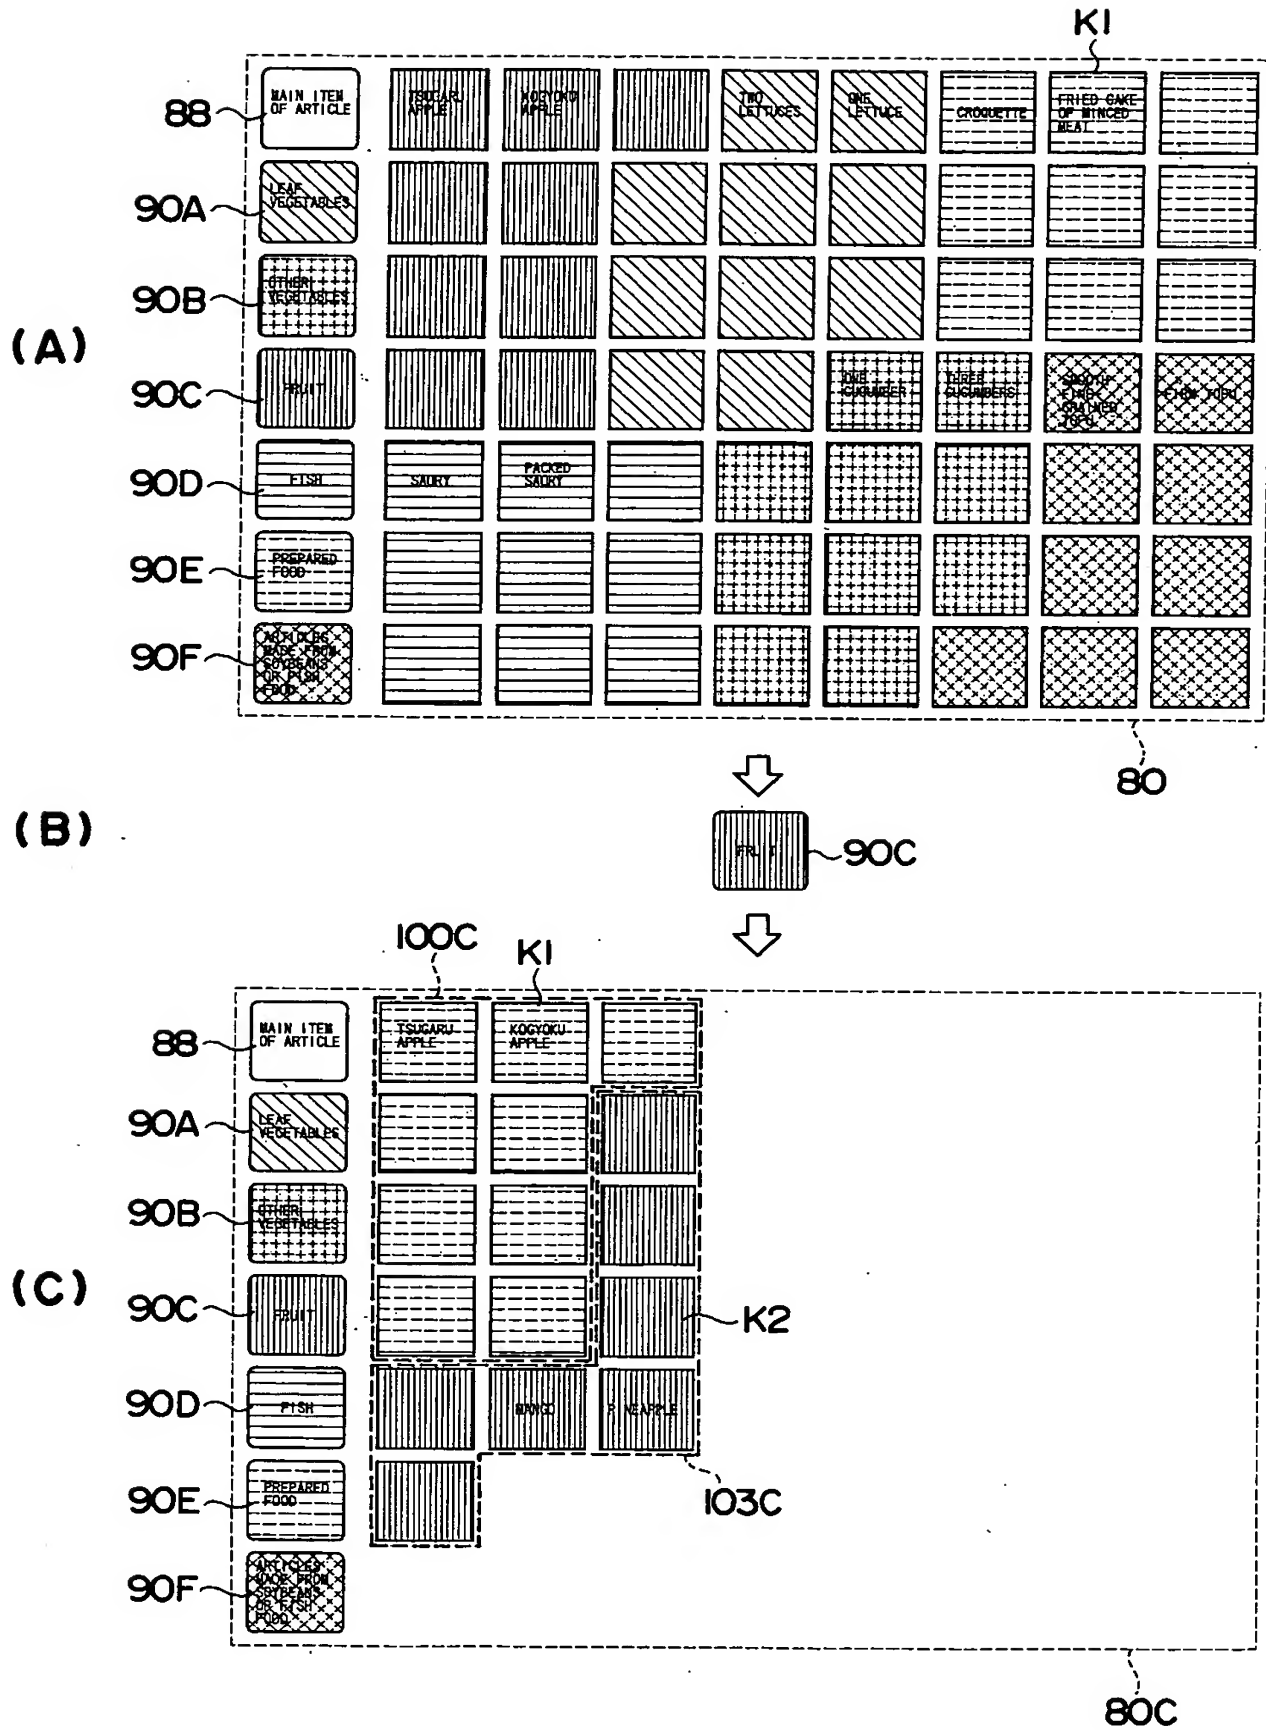 K1
88
MAIN ITEM
OF ARTICLE
TSUGARU
APPLE
KOGYOKU
APPLE
TWO
LETTUCES
ONE
LETTUCE
CROQUETTE
FRIED CAKE
OF MINCED
MEAT
90A
LEAF
VEGETABLES
90B
OTHER
VEGETABLES
(A)
90C
FRUIT
ONE
CUCUMBER
THREE
CUCUMBERS
SMOOTH
FINE-
GRAINED
TOFU
FIRM TOFU
90D
FISH
SAURY
PACKED
SAURY
90E
PREPARED
FOOD
90F
ARTICLES
MADE FROM
SOYBEANS
OR FISH
FOOD
80
(B)
FRUIT
90C
100C
K1
88
MAIN ITEM
OF ARTICLE
TSUGARU
APPLE
KOGYOKU
APPLE
90A
LEAF
VEGETABLES
90B
OTHER
VEGETABLES
(C)
90C
FRUIT
K2
90D
FISH
MANGO
PINEAPPLE
90E
PREPARED
FOOD
103C
90F
ARTICLES
MADE FROM
SOYBEANS
OR FISH
FOOD
80C